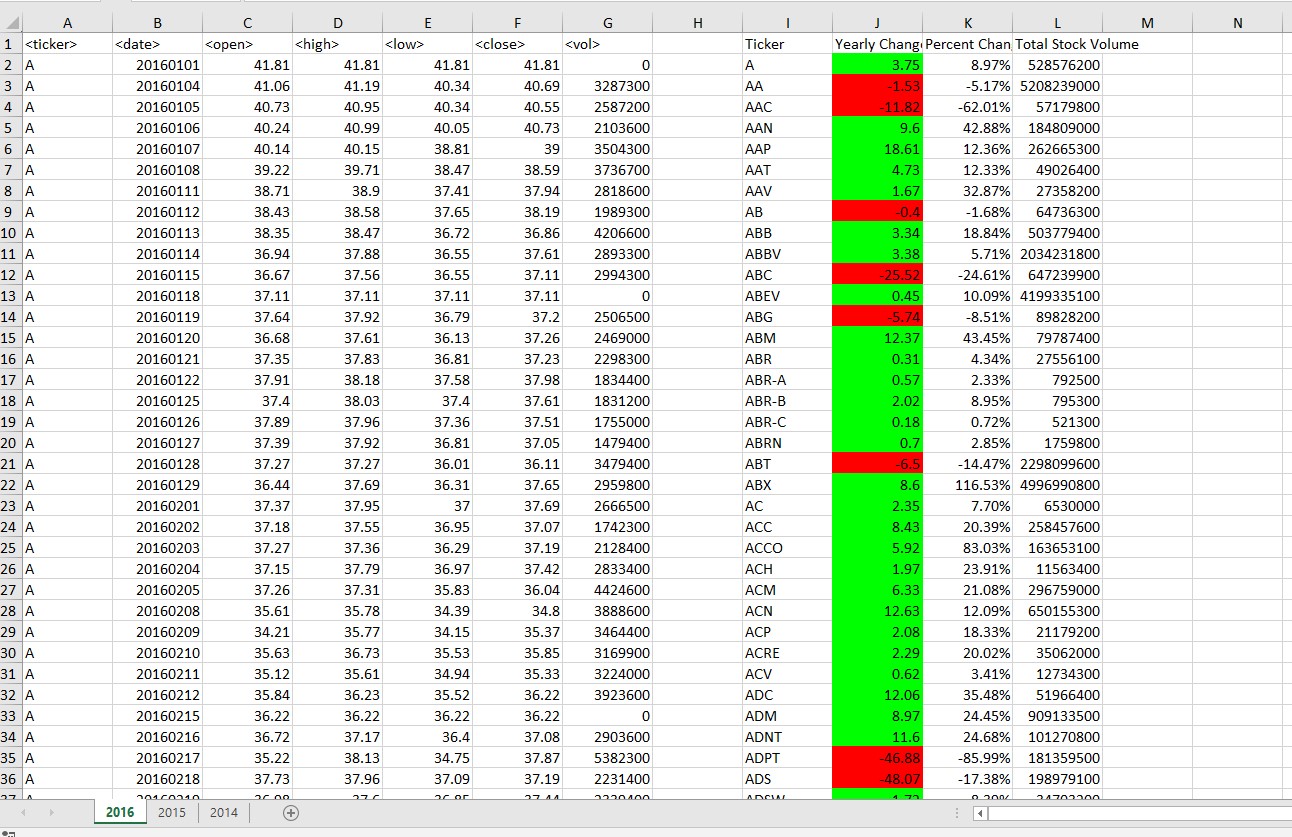 A B C D E F G H I J K L M N
1 <ticker> <date> <open> <high> <low> <close> <vol> Ticker Yearly Chang Percent Chan Total Stock Volume
2 A 20160101 41.81 41.81 41.81 41.81 0 A 3.75 8.97% 528576200
3 A 20160104 41.06 41.19 40.34 40.69 3287300 AA -1.53 -5.17% 5208239000
4 A 20160105 40.73 40.95 40.34 40.55 2587200 AAC -11.82 -62.01% 57179800
5 A 20160106 40.24 40.99 40.05 40.73 2103600 AAN 9.6 42.88% 184809000
6 A 20160107 40.14 40.15 38.81 39 3504300 AAP 18.61 12.36% 262665300
7 A 20160108 39.22 39.71 38.47 38.59 3736700 AAT 4.73 12.33% 49026400
8 A 20160111 38.71 38.9 37.41 37.94 2818600 AAV 1.67 32.87% 27358200
9 A 20160112 38.43 38.58 37.65 38.19 1989300 AB -0.4 -1.68% 64736300
10 A 20160113 38.35 38.47 36.72 36.86 4206600 ABB 3.34 18.84% 503779400
11 A 20160114 36.94 37.88 36.55 37.61 2893300 ABBV 3.38 5.71% 2034231800
12 A 20160115 36.67 37.56 36.55 37.11 2994300 ABC -25.52 -24.61% 647239900
13 A 20160118 37.11 37.11 37.11 37.11 0 ABEV 0.45 10.09% 4199335100
14 A 20160119 37.64 37.92 36.79 37.2 2506500 ABG -5.74 -8.51% 89828200
15 A 20160120 36.68 37.61 36.13 37.26 2469000 ABM 12.37 43.45% 79787400
16 A 20160121 37.35 37.83 36.81 37.23 2298300 ABR 0.31 4.34% 27556100
17 A 20160122 37.91 38.18 37.58 37.98 1834400 ABR-A 0.57 2.33% 792500
18 A 20160125 37.4 38.03 37.4 37.61 1831200 ABR-B 2.02 8.95% 795300
19 A 20160126 37.89 37.96 37.36 37.51 1755000 ABR-C 0.18 0.72% 521300
20 A 20160127 37.39 37.92 36.81 37.05 1479400 ABRN 0.7 2.85% 1759800
21 A 20160128 37.27 37.27 36.01 36.11 3479400 ABT -6.5 -14.47% 2298099600
22 A 20160129 36.44 37.69 36.31 37.65 2959800 ABX 8.6 116.53% 4996990800
23 A 20160201 37.37 37.95 37 37.69 2666500 AC 2.35 7.70% 6530000
24 A 20160202 37.18 37.55 36.95 37.07 1742300 ACC 8.43 20.39% 258457600
25 A 20160203 37.27 37.36 36.29 37.19 2128400 ACCO 5.92 83.03% 163653100
26 A 20160204 37.15 37.79 36.97 37.42 2833400 ACH 1.97 23.91% 11563400
27 A 20160205 37.26 37.31 35.83 36.04 4424600 ACM 6.33 21.08% 296759000
28 A 20160208 35.61 35.78 34.39 34.8 3888600 ACN 12.63 12.09% 650155300
29 A 20160209 34.21 35.77 34.15 35.37 3464400 ACP 2.08 18.33% 21179200
30 A 20160210 35.63 36.73 35.53 35.85 3169900 ACRE 2.29 20.02% 35062000
31 A 20160211 35.12 35.61 34.94 35.33 3224000 ACV 0.62 3.41% 12734300
32 A 20160212 35.84 36.23 35.52 36.22 3923600 ADC 12.06 35.48% 51966400
33 A 20160215 36.22 36.22 36.22 36.22 0 ADM 8.97 24.45% 909133500
34 A 20160216 36.72 37.17 36.4 37.08 2903600 ADNT 11.6 24.68% 101270800
35 A 20160217 35.22 38.13 34.75 37.87 5382300 ADPT -46.88 -85.99% 181359500
36 A 20160218 37.73 37.96 37.09 37.19 2231400 ADS -48.07 -17.38% 198979100
2016 2015 2014